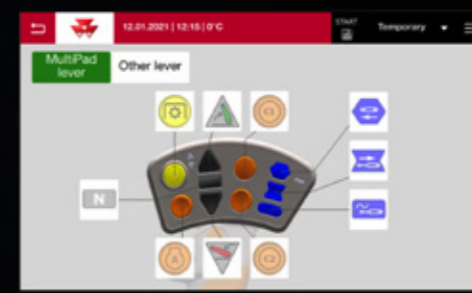 12.01.2021 | 12:15 | 0°C
START
Temporary
MultiPad
lever
Other lever
C1
N
A
C2